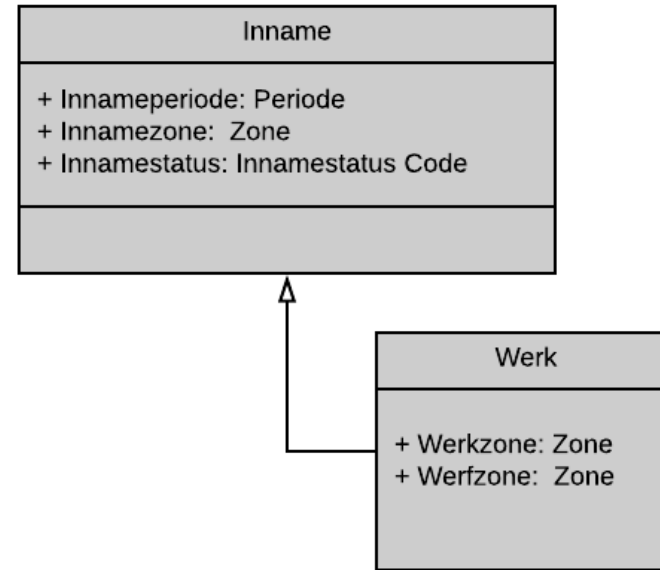 Inname
+ Innameperiode: Periode
+ Innamezone:  Zone
+ Innamestatus: Innamestatus Code
Werk
+ Werkzone: Zone
+ Werfzone:  Zone